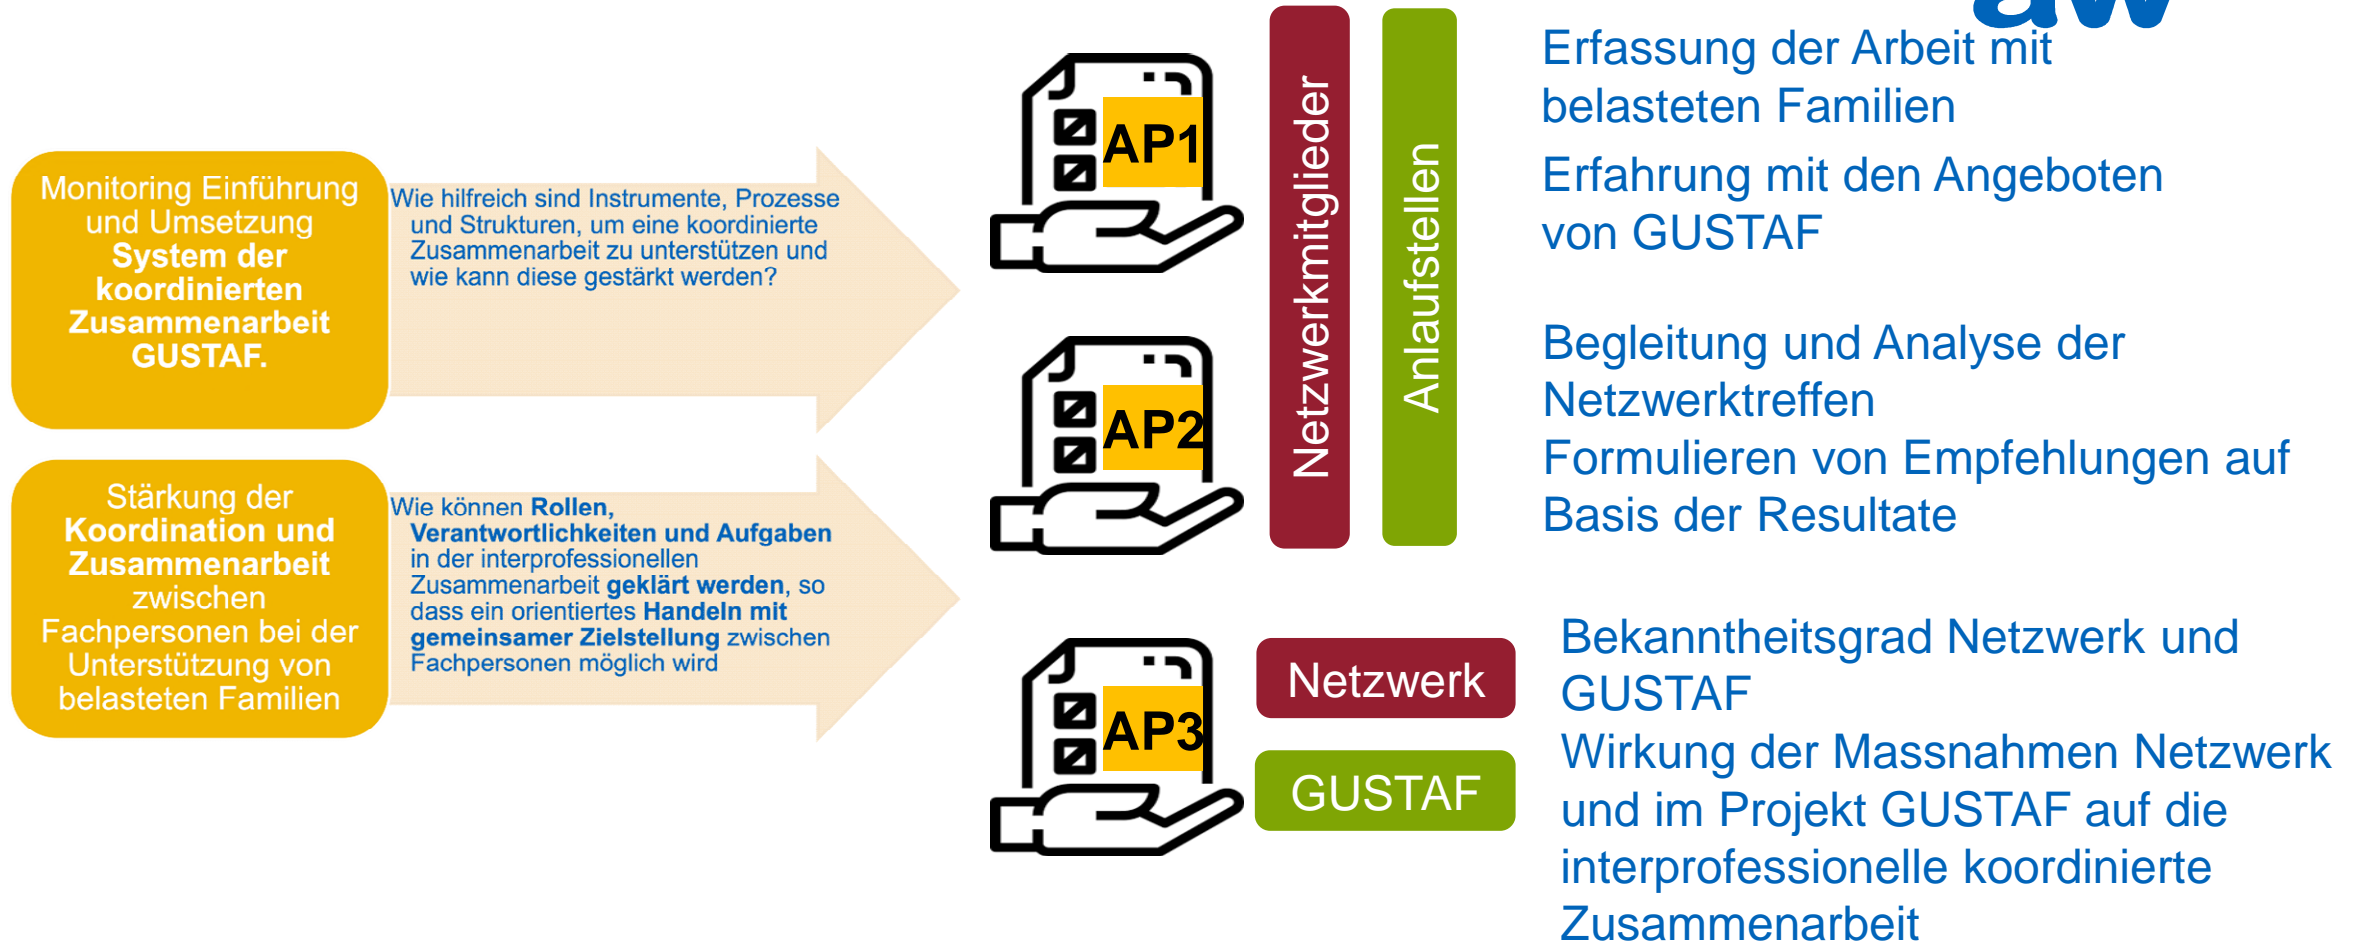 aw
Monitoring Einführung
und Umsetzung
System der
koordinierten
Zusammenarbeit
GUSTAF.
Wie hilfreich sind Instrumente, Prozesse
und Strukturen, um eine koordinierte
Zusammenarbeit zu unterstützen und
wie kann diese gestärkt werden?
Stärkung der
Koordination und
Zusammenarbeit
zwischen
Fachpersonen bei der
Unterstützung von
belasteten Familien
Wie können Rollen,
Verantwortlichkeiten und Aufgaben
in der interprofessionellen
Zusammenarbeit geklärt werden, so
dass ein orientiertes Handeln mit
gemeinsamer Zielstellung zwischen
Fachpersonen möglich wird
AP1
AP2
AP3
Netzwerkmitglieder
Anlaufstellen
Netzwerk
GUSTAF
Erfassung der Arbeit mit
belasteten Familien
Erfahrung mit den Angeboten
von GUSTAF
Begleitung und Analyse der
Netzwerktreffen
Formulieren von Empfehlungen auf
Basis der Resultate
Bekanntheitsgrad Netzwerk und
GUSTAF
Wirkung der Massnahmen Netzwerk
und im Projekt GUSTAF auf die
interprofessionelle koordinierte
Zusammenarbeit